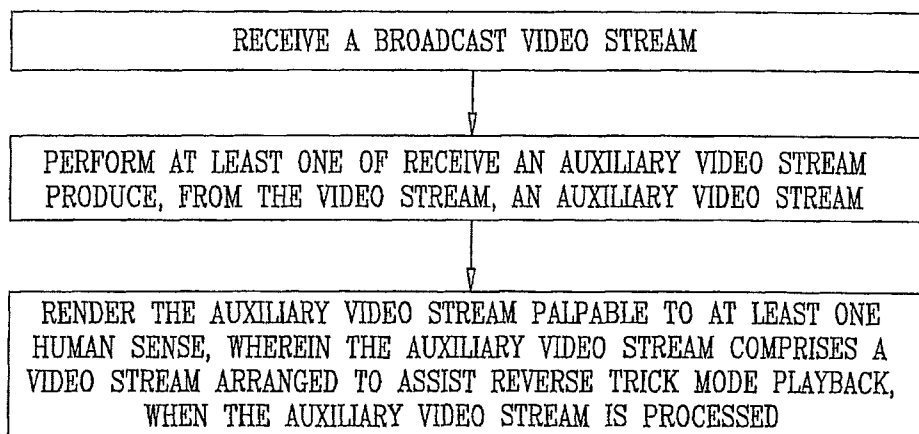 RECEIVE A BROADCAST VIDEO STREAM
PERFORM AT LEAST ONE OF RECEIVE AN AUXILIARY VIDEO STREAM
PRODUCE, FROM THE VIDEO STREAM, AN AUXILIARY VIDEO STREAM
RENDER THE AUXILIARY VIDEO STREAM PALPABLE TO AT LEAST ONE
HUMAN SENSE, WHEREIN THE AUXILIARY VIDEO STREAM COMPRISES A
VIDEO STREAM ARRANGED TO ASSIST REVERSE TRICK MODE PLAYBACK,
WHEN THE AUXILIARY VIDEO STREAM IS PROCESSED